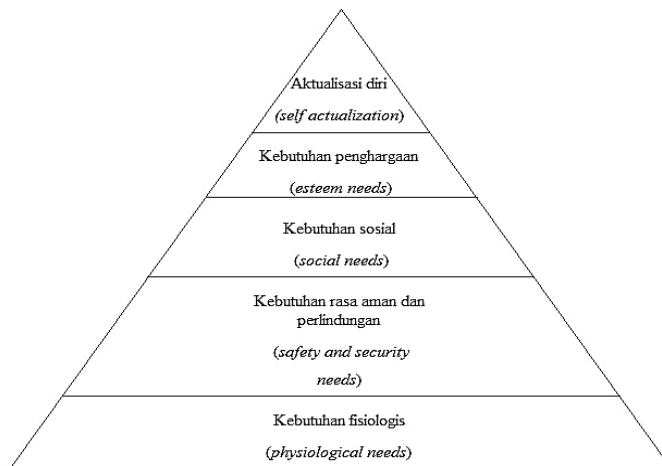 Aktualisasi diri
(self actualization)
Kebutuhan penghargaan
(esteem needs)
Kebutuhan sosial
(social needs)
Kebutuhan rasa aman dan
perlindungan
(safety and security
needs)
Kebutuhan fisiologis
(physiological needs)